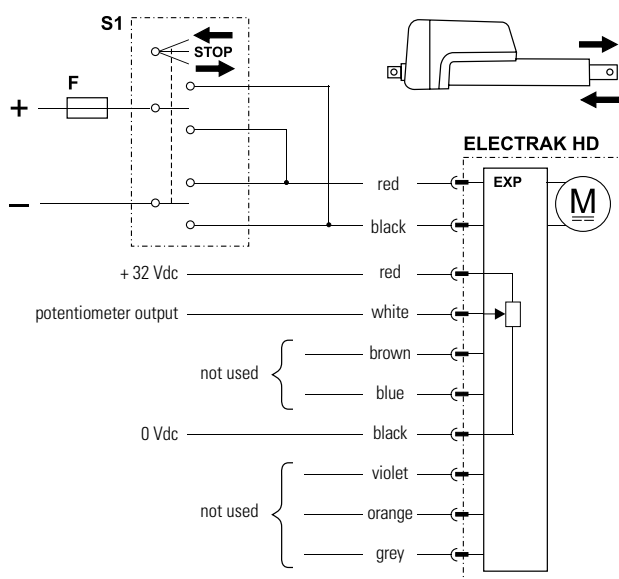 S1
STOP
F
+
–
ELECTRAK HD
red
EXP
M
black
+ 32 Vdc
red
potentiometer output
white
brown
not used
blue
0 Vdc
black
violet
not used
orange
grey